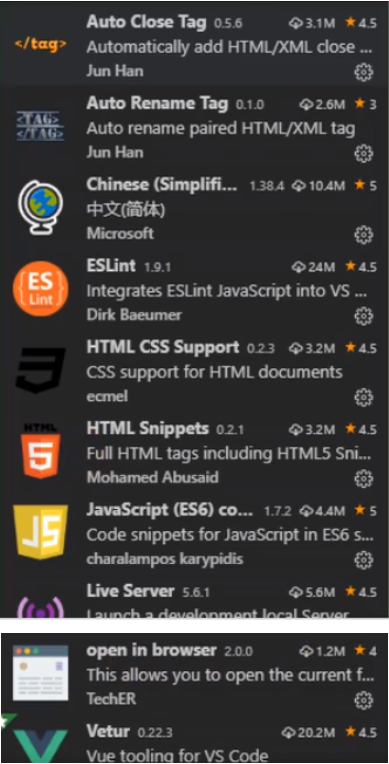 </tag>
Auto Close Tag 0.5.6 3.1M ★ 4.5
Automatically add HTML/XML close ...
Jun Han
<TAG>
</TAG>
Auto Rename Tag 0.1.0 2.6M ★ 3
Auto rename paired HTML/XML tag
Jun Han
Chinese (Simplifi... 1.38.4 10.4M ★ 5
中文(简体)
Microsoft
ES
Lint
ESLint 1.9.1 24M ★ 4.5
Integrates ESLint JavaScript into VS ...
Dirk Baeumer
HTML CSS Support 0.2.3 3.2M ★ 4.5
CSS support for HTML documents
ecmel
HTML
5
HTML Snippets 0.2.1 3.2M ★ 4.5
Full HTML tags including HTML5 Sni...
Mohamed Abusaid
JS
JavaScript (ES6) co... 1.7.2 4.4M ★ 5
Code snippets for JavaScript in ES6 s...
charalampos karypidis
Live Server 5.6.1 5.6M ★ 4.5
Launch a development local Server
open in browser 2.0.0 1.2M ★ 4
This allows you to open the current f...
TechER
Vetur 0.22.3 20.2M ★ 4.5
Vue tooling for VS Code